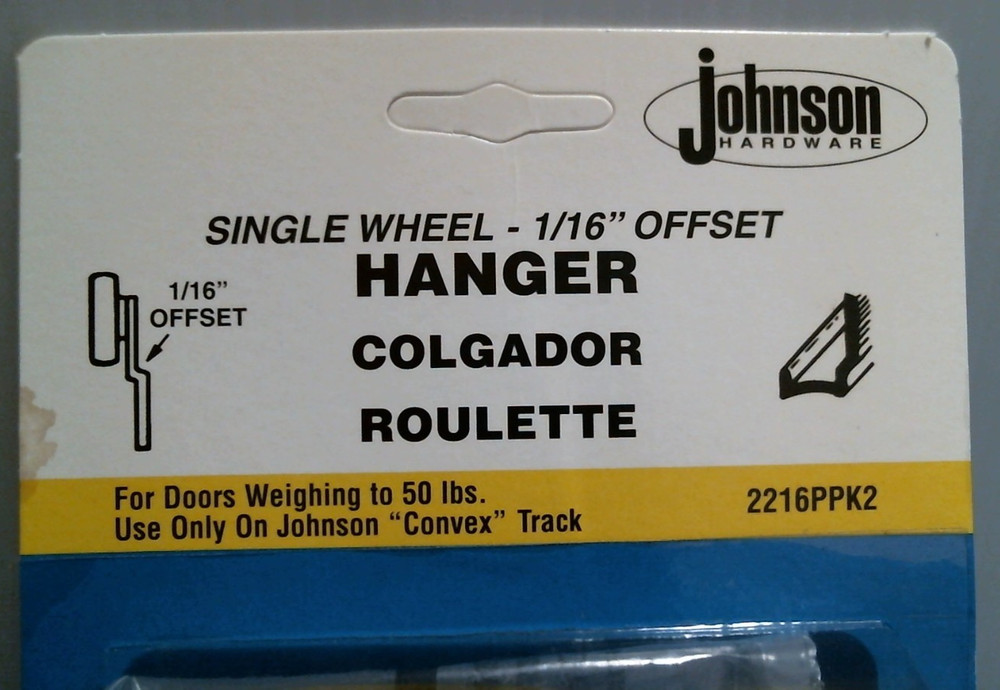 johnson
HARDWARE
SINGLE WHEEL - 1/16” OFFSET
HANGER
1/16”
OFFSET
COLGADOR
ROULETTE
For Doors Weighing to 50 lbs.
Use Only On Johnson “Convex” Track
2216PPK2